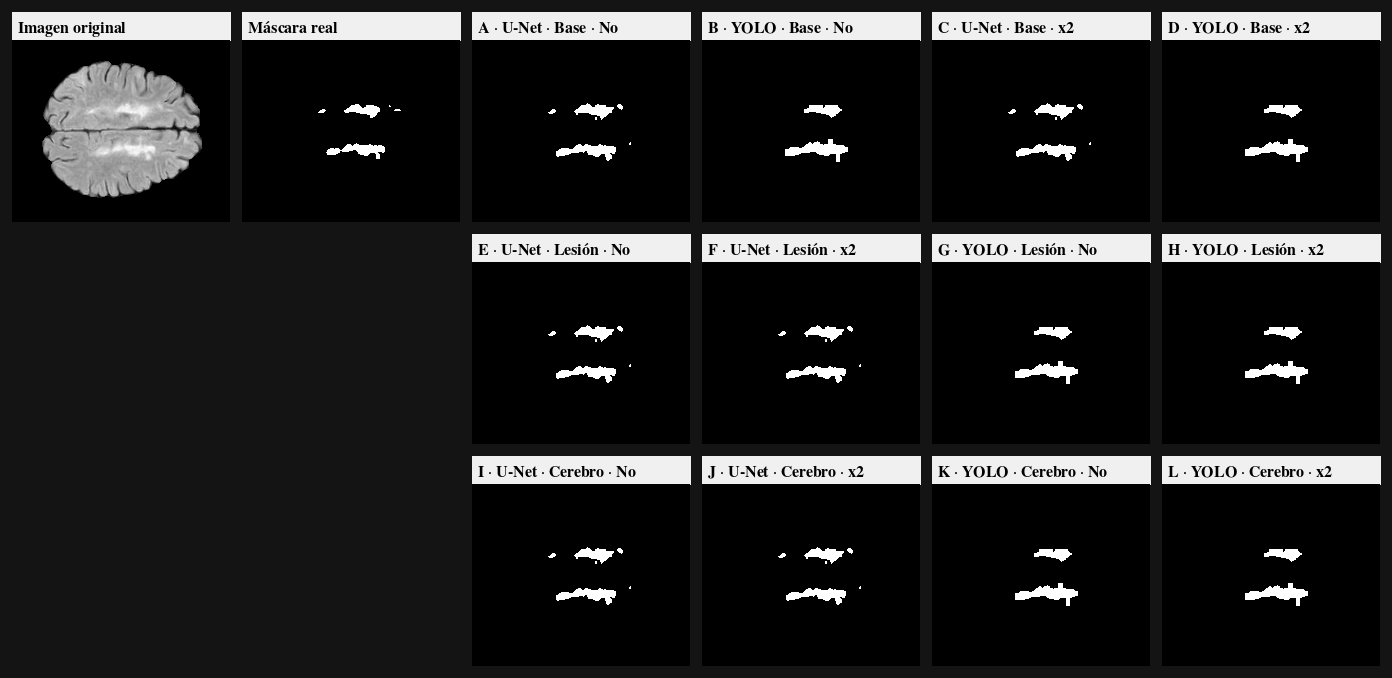 Imagen original
Máscara real
A · U-Net · Base · No
B · YOLO · Base · No
C · U-Net · Base · x2
D · YOLO · Base · x2
E · U-Net · Lesión · No
F · U-Net · Lesión · x2
G · YOLO · Lesión · No
H · YOLO · Lesión · x2
I · U-Net · Cerebro · No
J · U-Net · Cerebro · x2
K · YOLO · Cerebro · No
L · YOLO · Cerebro · x2